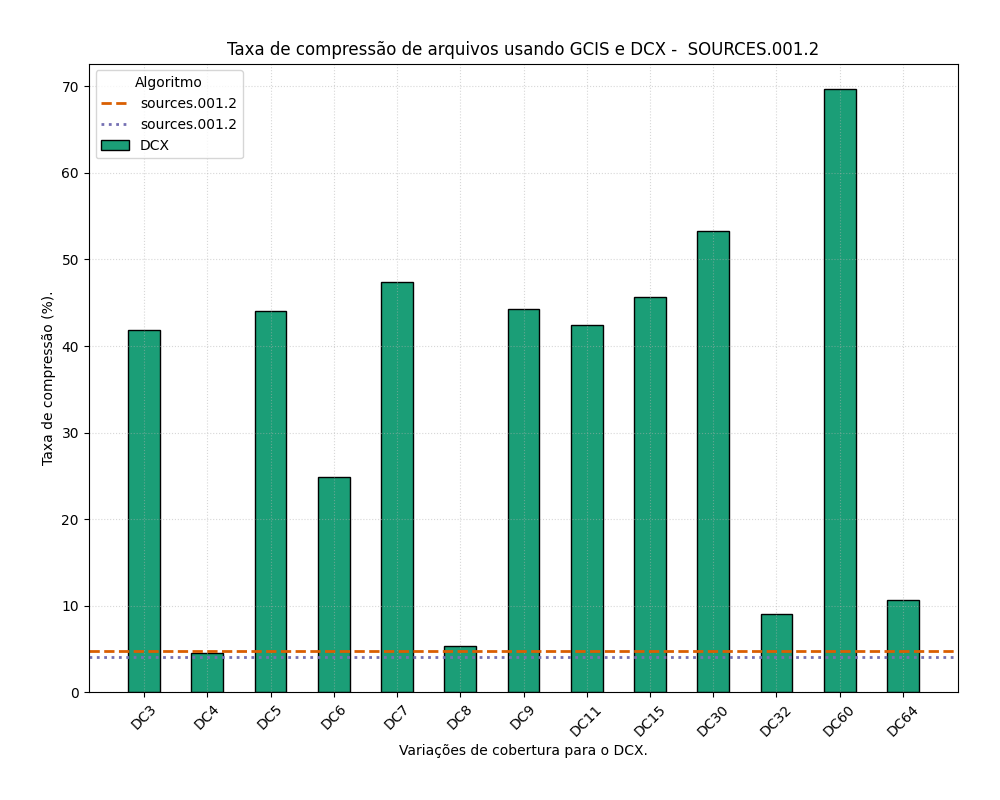 Taxa de compressão de arquivos usando GCIS e DCX -  SOURCES.001.2
Algoritmo
sources.001.2
sources.001.2
DCX
Taxa de compressão (%).
70
60
50
40
30
20
10
0
DC3
DC4
DC5
DC6
DC7
DC8
DC9
DC11
DC15
DC30
DC32
DC60
DC64
Variações de cobertura para o DCX.